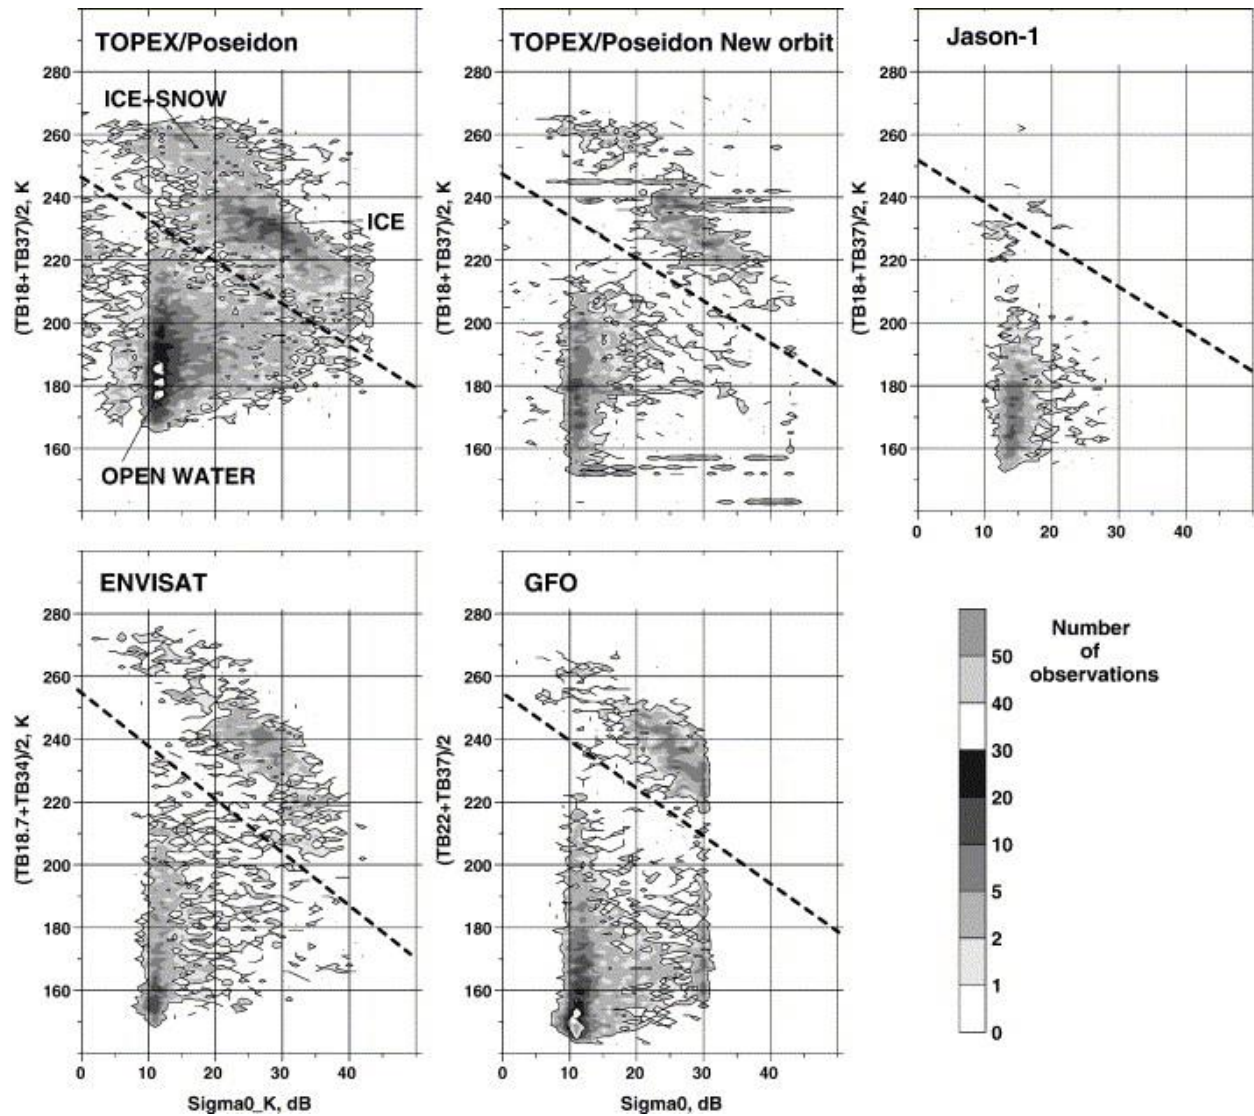 TOPEX/Poseidon
TOPEX/Poseidon New orbit
Jason-1
280
260
240
220
200
180
160
(TB18+TB37)/2, K
ICE+SNOW
ICE
OPEN WATER
280
260
240
220
200
180
160
(TB18+TB37)/2, K
280
260
240
220
200
180
160
(TB18+TB37)/2, K
0 10 20 30 40
ENVISAT
GFO
280
260
240
220
200
180
160
(TB18.7+TB34)/2, K
0 10 20 30 40
Sigma0_K, dB
280
260
240
220
200
180
160
(TB22+TB37)/2
0 10 20 30 40
Sigma0, dB
Number
of
observations
50
40
30
20
10
5
2
1
0